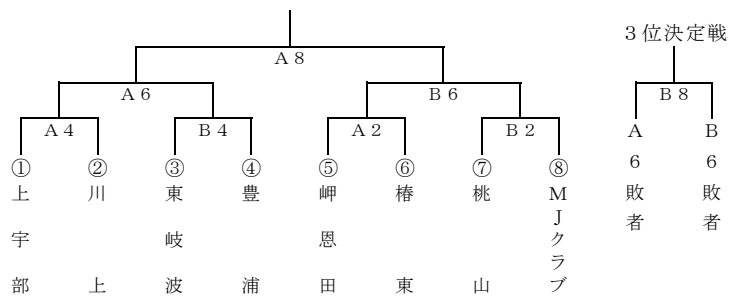 3位決定戦
A8
A6
B6
B8
A4
B4
A2
B2
① ② ③ ④ ⑤ ⑥ ⑦ ⑧
上宇部
川上
東岐波
豊浦
岬恩田
椿東
桃山
MJクラブ
A6敗者
B6敗者